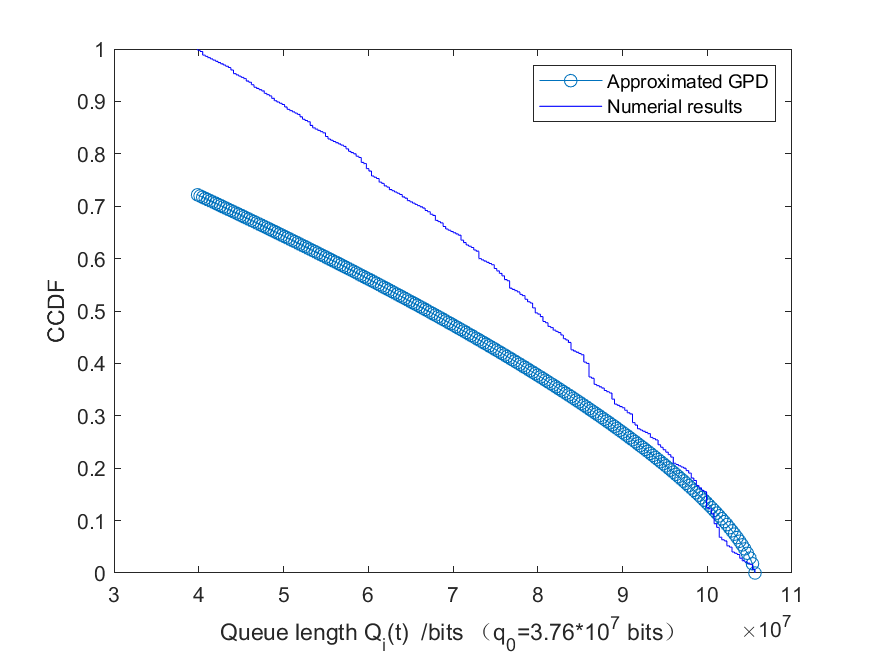 1
0.9
0.8
0.7
0.6
0.5
0.4
0.3
0.2
0.1
0
CCDF
Approximated GPD
Numerial results
3 4 5 6 7 8 9 10 11
×10^7
Queue length Q_i(t) /bits （q_0=3.76*10^7 bits）